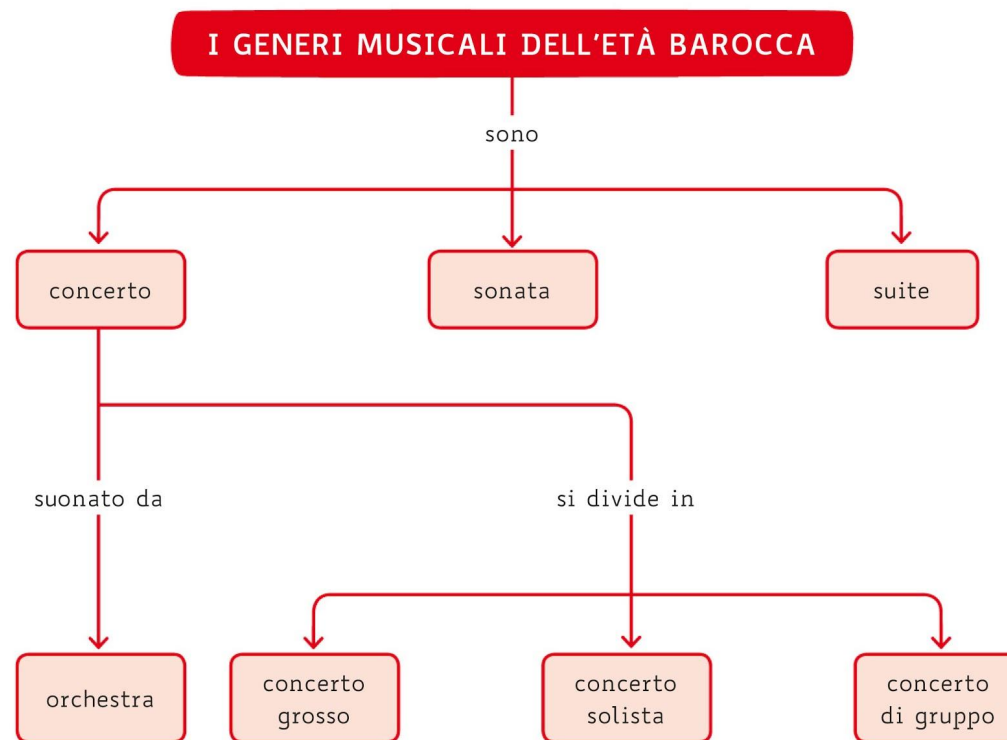 I GENERI MUSICALI DELL'ETÀ BAROCCA
sono
concerto
sonata
suite
suonato da
si divide in
orchestra
concerto
grosso
concerto
solista
concerto
di gruppo